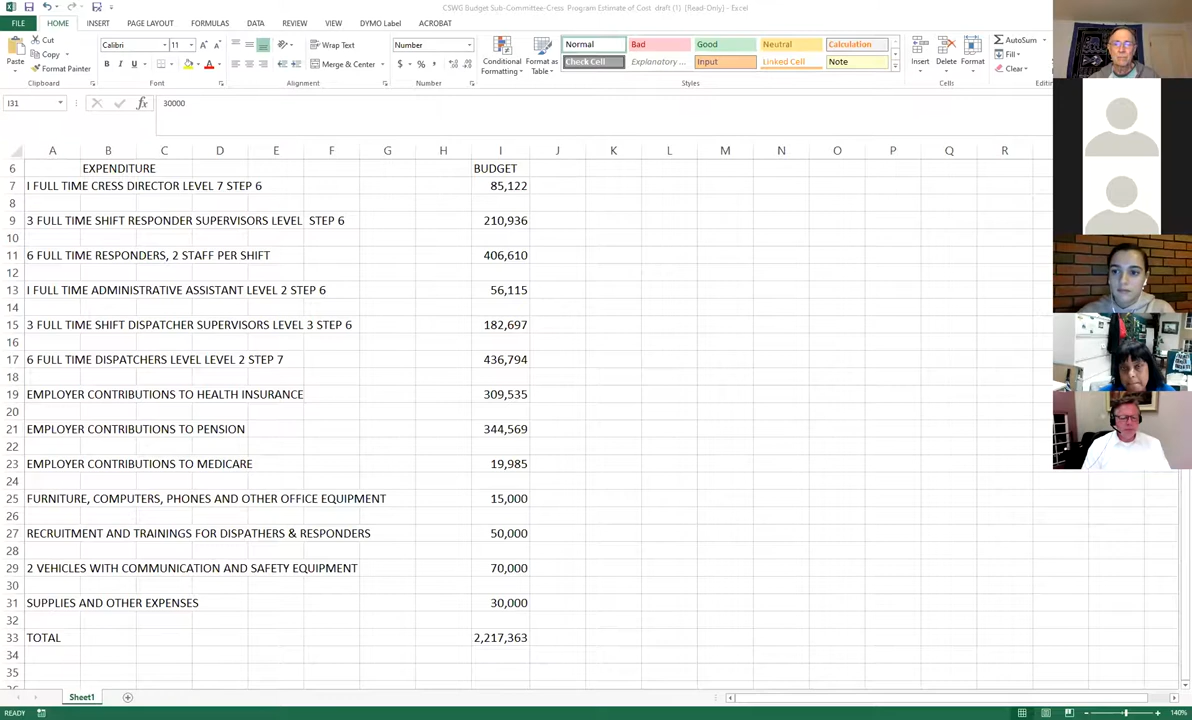 CSWG Budget Sub-Committee-Cress Program Estimate of Cost draft (1) [Read-Only] - Excel
FILE HOME INSERT PAGE LAYOUT FORMULAS DATA REVIEW VIEW DYMO Label ACROBAT
Cut Calibri 11 Wrap Text Number Normal Bad Good Neutral Calculation AutoSum
Copy Fill
Paste Format Painter B I U Merge & Center $ % Conditional Formatting Format as Table Check Cell Explanatory ... Input Linked Cell Note Insert Delete Format Clear
Clipboard Font Alignment Number Styles Cells Editin
I31 fx 30000
A B C D E F G H I J K L M N O P Q R
6 EXPENDITURE BUDGET
7 I FULL TIME CRESS DIRECTOR LEVEL 7 STEP 6 85,122
8
9 3 FULL TIME SHIFT RESPONDER SUPERVISORS LEVEL STEP 6 210,936
10
11 6 FULL TIME RESPONDERS, 2 STAFF PER SHIFT 406,610
12
13 I FULL TIME ADMINISTRATIVE ASSISTANT LEVEL 2 STEP 6 56,115
14
15 3 FULL TIME SHIFT DISPATCHER SUPERVISORS LEVEL 3 STEP 6 182,697
16
17 6 FULL TIME DISPATCHERS LEVEL LEVEL 2 STEP 7 436,794
18
19 EMPLOYER CONTRIBUTIONS TO HEALTH INSURANCE 309,535
20
21 EMPLOYER CONTRIBUTIONS TO PENSION 344,569
22
23 EMPLOYER CONTRIBUTIONS TO MEDICARE 19,985
24
25 FURNITURE, COMPUTERS, PHONES AND OTHER OFFICE EQUIPMENT 15,000
26
27 RECRUITMENT AND TRAININGS FOR DISPATHERS & RESPONDERS 50,000
28
29 2 VEHICLES WITH COMMUNICATION AND SAFETY EQUIPMENT 70,000
30
31 SUPPLIES AND OTHER EXPENSES 30,000
32
33 TOTAL 2,217,363
34
35
Sheet1
READY 140%